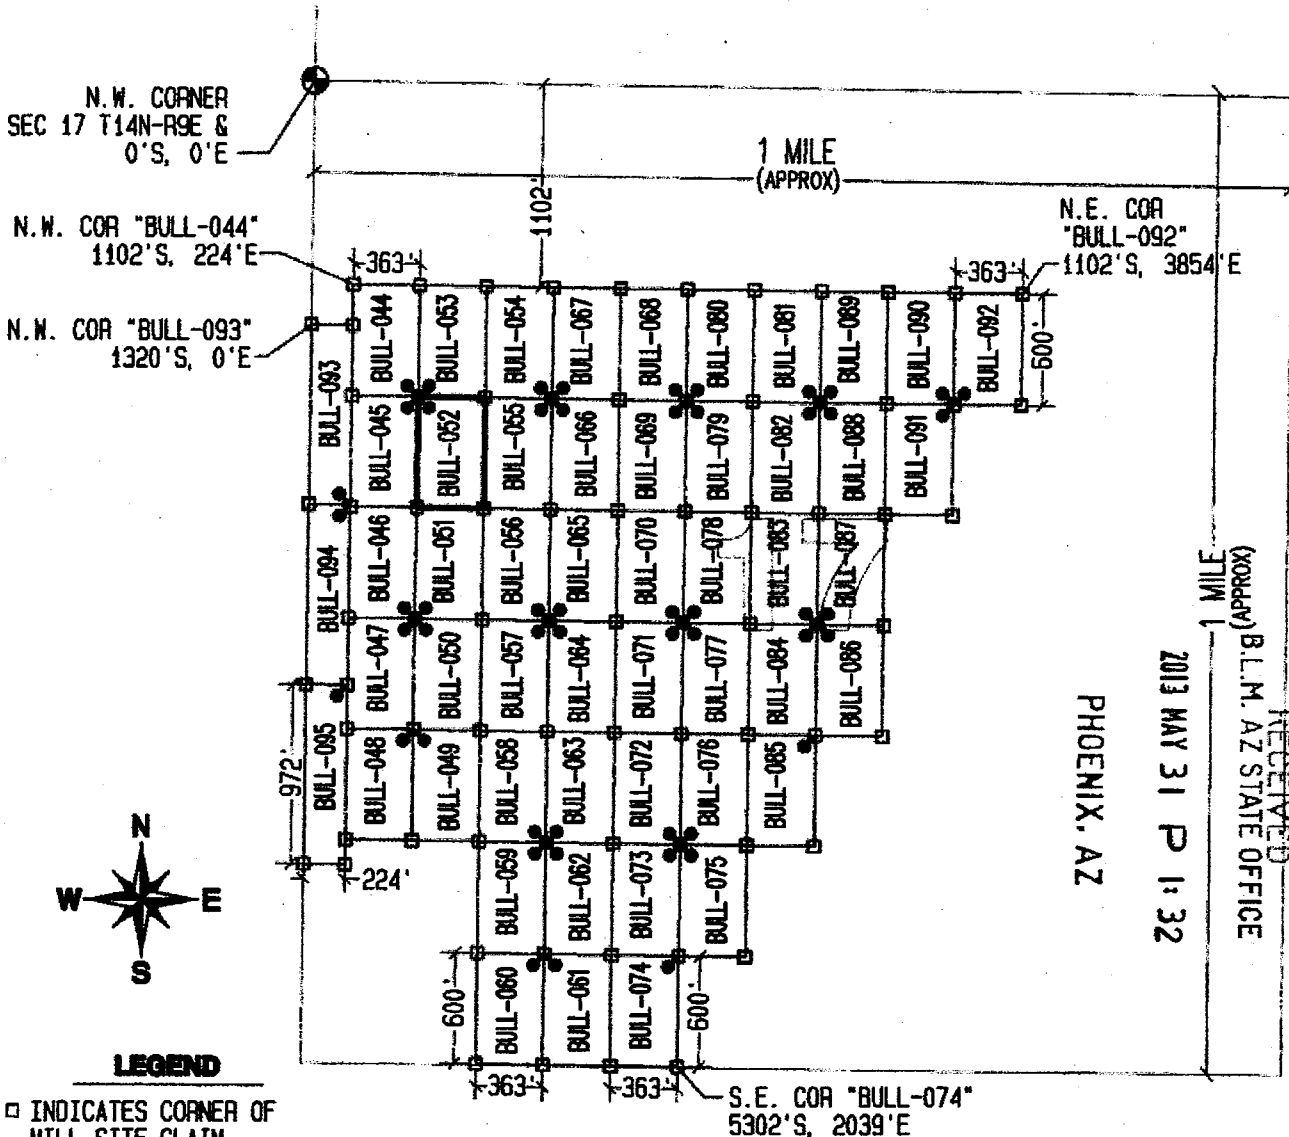 N.W. CORNER
SEC 17 T14N-R9E &
0'S, 0'E
1 MILE
(APPROX)
1102'
N.W. COR "BULL-044"
1102'S, 224'E
363'
363'
N.E. COR
"BULL-092"
1102'S, 3854'E
N.W. COR "BULL-093"
1320'S, 0'E
BULL-044
BULL-053
BULL-054
BULL-067
BULL-068
BULL-080
BULL-081
BULL-089
BULL-090
BULL-092
600'
BULL-093
BULL-045
BULL-052
BULL-055
BULL-066
BULL-069
BULL-079
BULL-082
BULL-088
BULL-091
BULL-094
BULL-046
BULL-051
BULL-056
BULL-065
BULL-070
BULL-078
BULL-083
BULL-087
BULL-047
BULL-050
BULL-057
BULL-064
BULL-071
BULL-077
BULL-084
BULL-086
972'
BULL-095
BULL-048
BULL-049
BULL-058
BULL-063
BULL-072
BULL-076
BULL-085
224'
BULL-059
BULL-062
BULL-073
BULL-075
600'
BULL-060
BULL-061
BULL-074
600'
363'
363'
S.E. COR "BULL-074"
5302'S, 2039'E
1 MILE
(APPROX)
RECEIVED
B.L.M. AZ STATE OFFICE
2013 MAY 31 P 1:32
PHOENIX, AZ
N
W
E
S
LEGEND
INDICATES CORNER OF
MILL SITE CLAIM